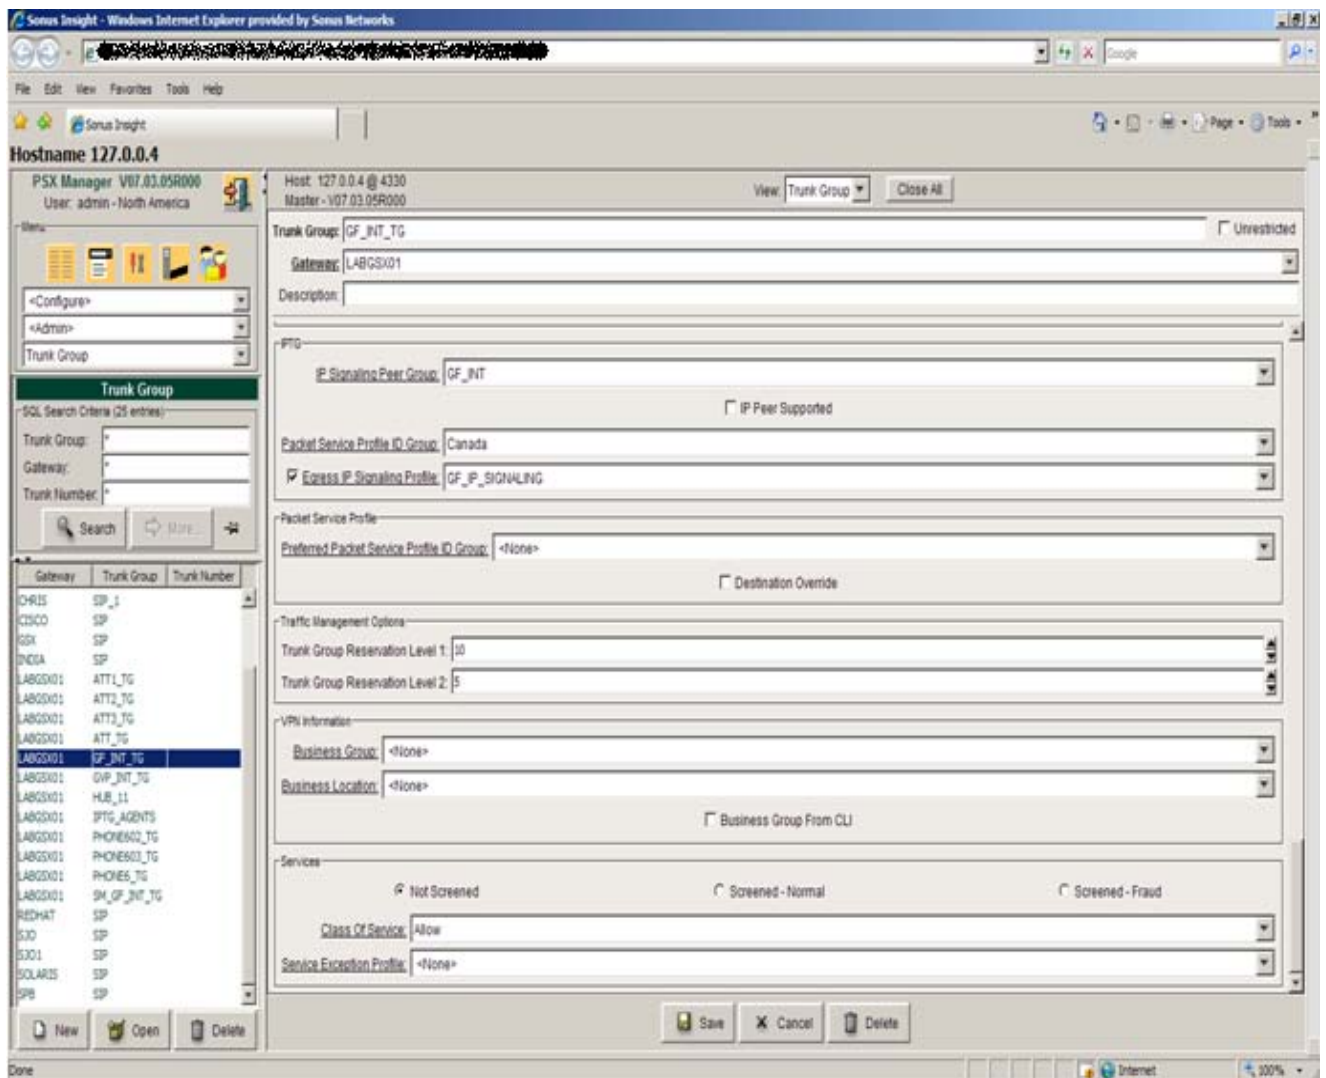 Sonus Insight - Windows Internet Explorer provided by Sonus Networks
Google
File Edit View Favorites Tools Help
Sonus Insight
Page Tools
Hostname 127.0.0.4
PSX Manager V07.03.05R000
User: admin - North America
Menu
<Configure>
<Admin>
Trunk Group
Trunk Group
SQL Search Criteria (25 entries)
Trunk Group: *
Gateway: *
Trunk Number: *
Search More...
Gateway Trunk Group Trunk Number
CHRIS SIP_1
CISCO SIP
GSX SIP
INDIA SIP
LABGSX01 ATT1_TG
LABGSX01 ATT2_TG
LABGSX01 ATT3_TG
LABGSX01 ATT_TG
LABGSX01 GF_INT_TG
LABGSX01 GVP_INT_TG
LABGSX01 HUB_11
LABGSX01 IPTG_AGENTS
LABGSX01 PHONE602_TG
LABGSX01 PHONE603_TG
LABGSX01 PHONE6_TG
LABGSX01 SM_GF_INT_TG
REDHAT SIP
SJO SIP
SJO1 SIP
SOLARIS SIP
SPB SIP
New Open Delete
Host: 127.0.0.4 @ 4330
Master - V07.03.05R000
View: Trunk Group Close All
Trunk Group: GF_INT_TG Unrestricted
Gateway: LABGSX01
Description:
IPTG
IP Signaling Peer Group: GF_INT
IP Peer Supported
Packet Service Profile ID Group: Canada
Egress IP Signaling Profile: GF_IP_SIGNALING
Packet Service Profile
Preferred Packet Service Profile ID Group: <None>
Destination Override
Traffic Management Options
Trunk Group Reservation Level 1: 10
Trunk Group Reservation Level 2: 5
VPN Information
Business Group: <None>
Business Location: <None>
Business Group From CLI
Services
Not Screened Screened - Normal Screened - Fraud
Class Of Service: Allow
Service Exception Profile: <None>
Save Cancel Delete
Done Internet 100%